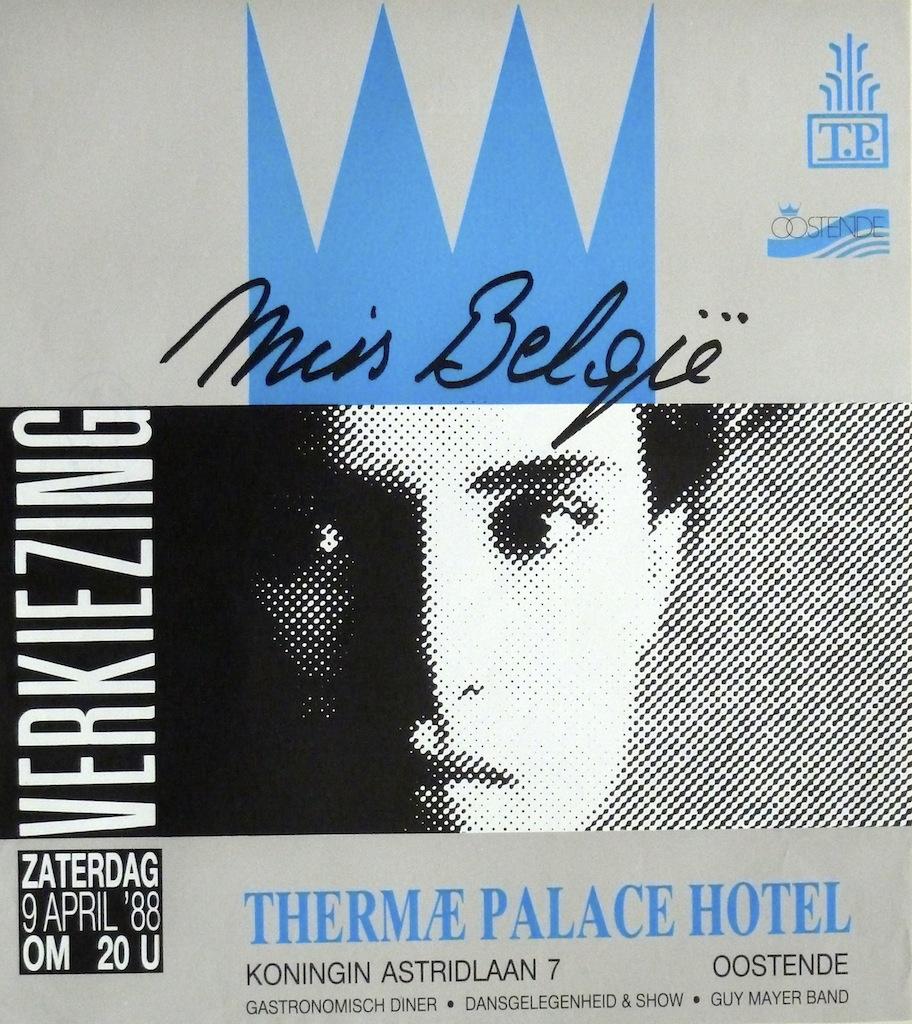 T.P.
OOSTENDE
Miss België
VERKIEZING
ZATERDAG
9 APRIL '88
OM 20 U
THERMÆ PALACE HOTEL
KONINGIN ASTRIDLAAN 7 OOSTENDE
GASTRONOMISCH DINER • DANSGELEGENHEID & SHOW • GUY MAYER BAND